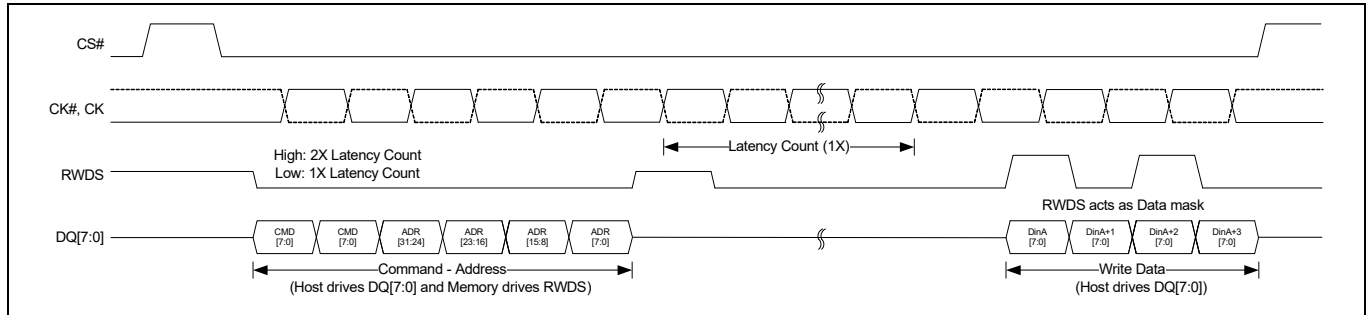 CS#
CK#, CK
Latency Count (1X)
High: 2X Latency Count
Low: 1X Latency Count
RWDS
RWDS acts as Data mask
DQ[7:0]
CMD [7:0]
CMD [7:0]
ADR [31:24]
ADR [23:16]
ADR [15:8]
ADR [7:0]
DinA [7:0]
DinA+1 [7:0]
DinA+2 [7:0]
DinA+3 [7:0]
Command - Address
(Host drives DQ[7:0] and Memory drives RWDS)
Write Data
(Host drives DQ[7:0])